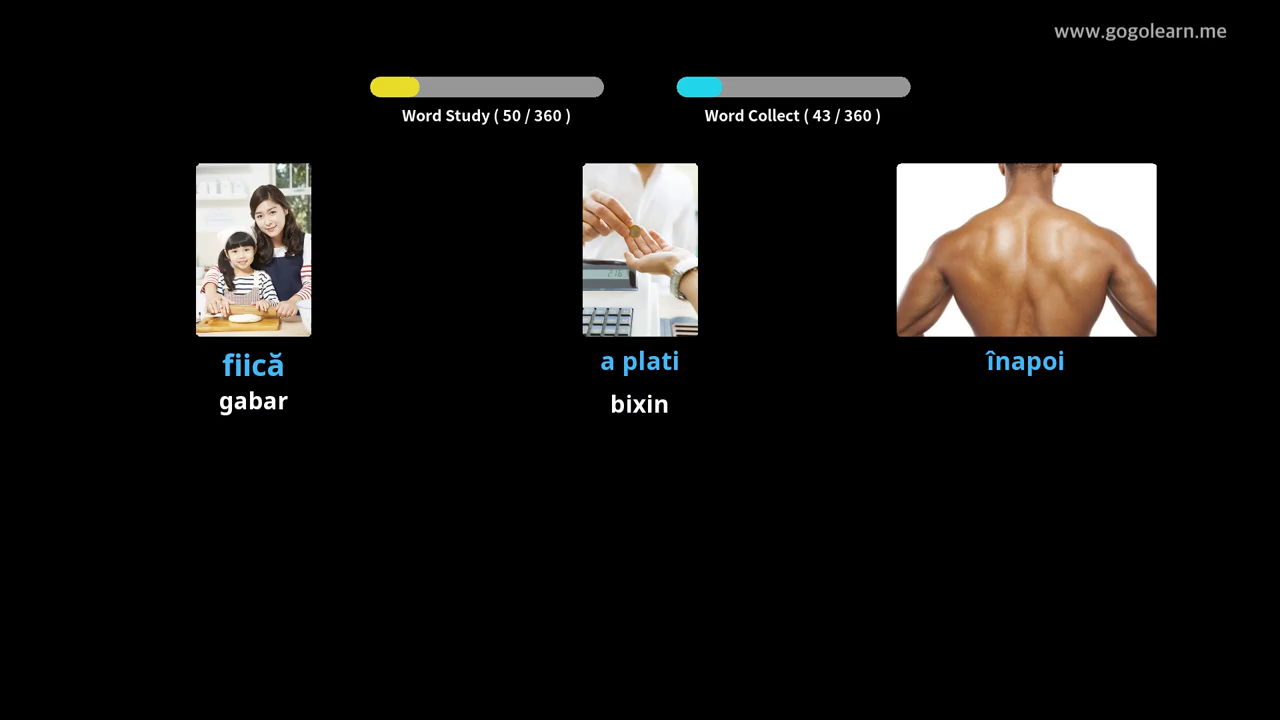 www.gogolearn.me
Word Study ( 50 / 360 )
Word Collect ( 43 / 360 )
fiică
gabar
a plati
bixin
înapoi